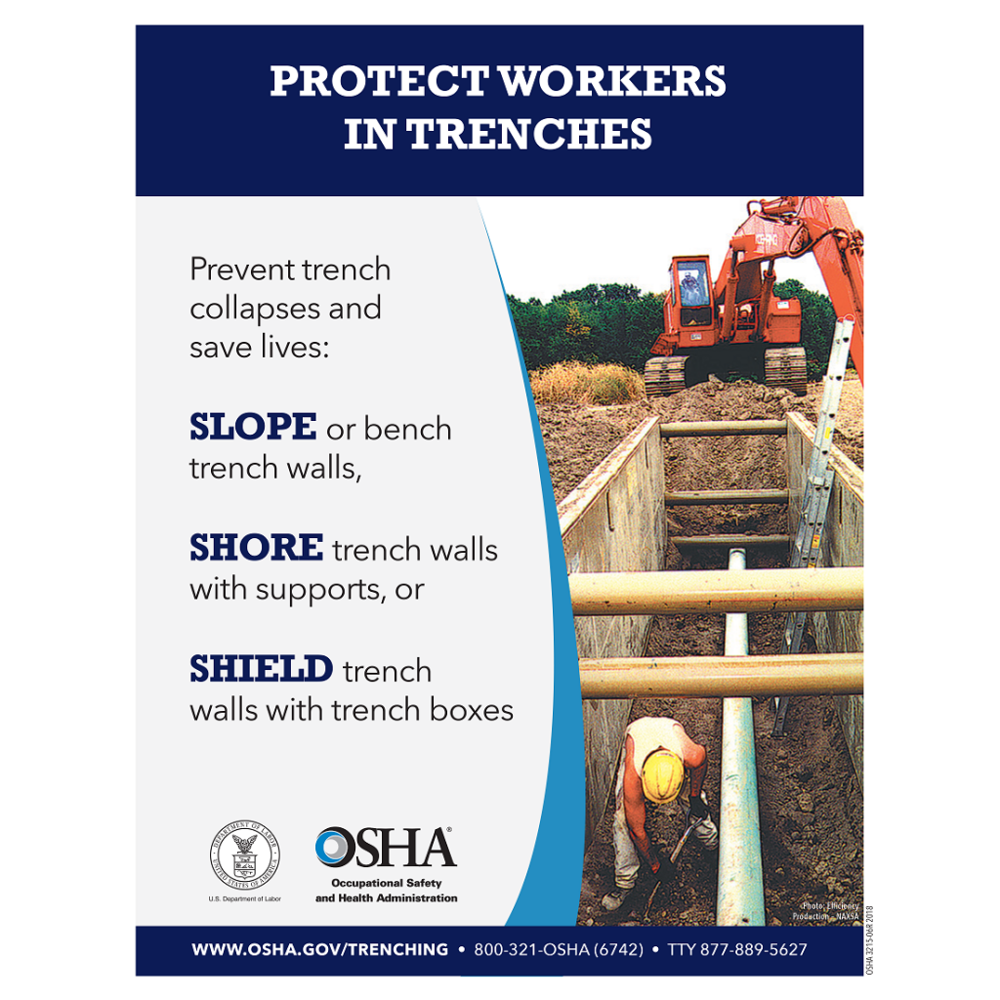 PROTECT WORKERS
IN TRENCHES
Prevent trench
collapses and
save lives:
SLOPE or bench
trench walls,
SHORE trench walls
with supports, or
SHIELD trench
walls with trench boxes
DEPARTMENT OF LABOR
UNITED STATES OF AMERICA
U.S. Department of Labor
OSHA®
Occupational Safety
and Health Administration
Photo: Efficiency
Production - NAXSA
WWW.OSHA.GOV/TRENCHING • 800-321-OSHA (6742) • TTY 877-889-5627
OSHA 3215-06R 2018